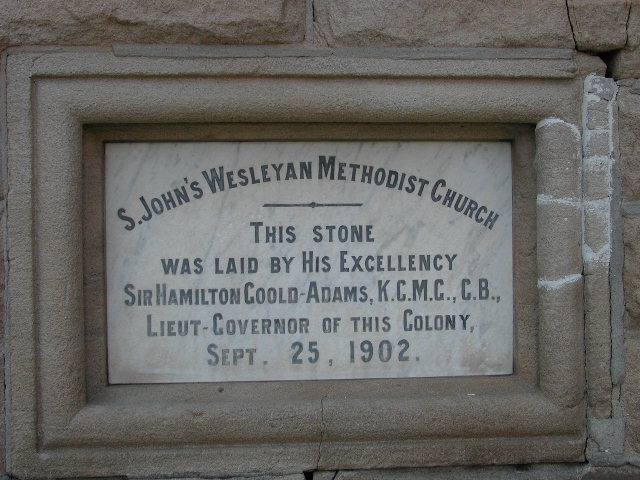 S. JOHN'S WESLEYAN METHODIST CHURCH
THIS STONE
WAS LAID BY HIS EXCELLENCY
SIR HAMILTON GOOLD-ADAMS, K.C.M.G., C.B.,
LIEUT-GOVERNOR OF THIS COLONY,
SEPT. 25, 1902.